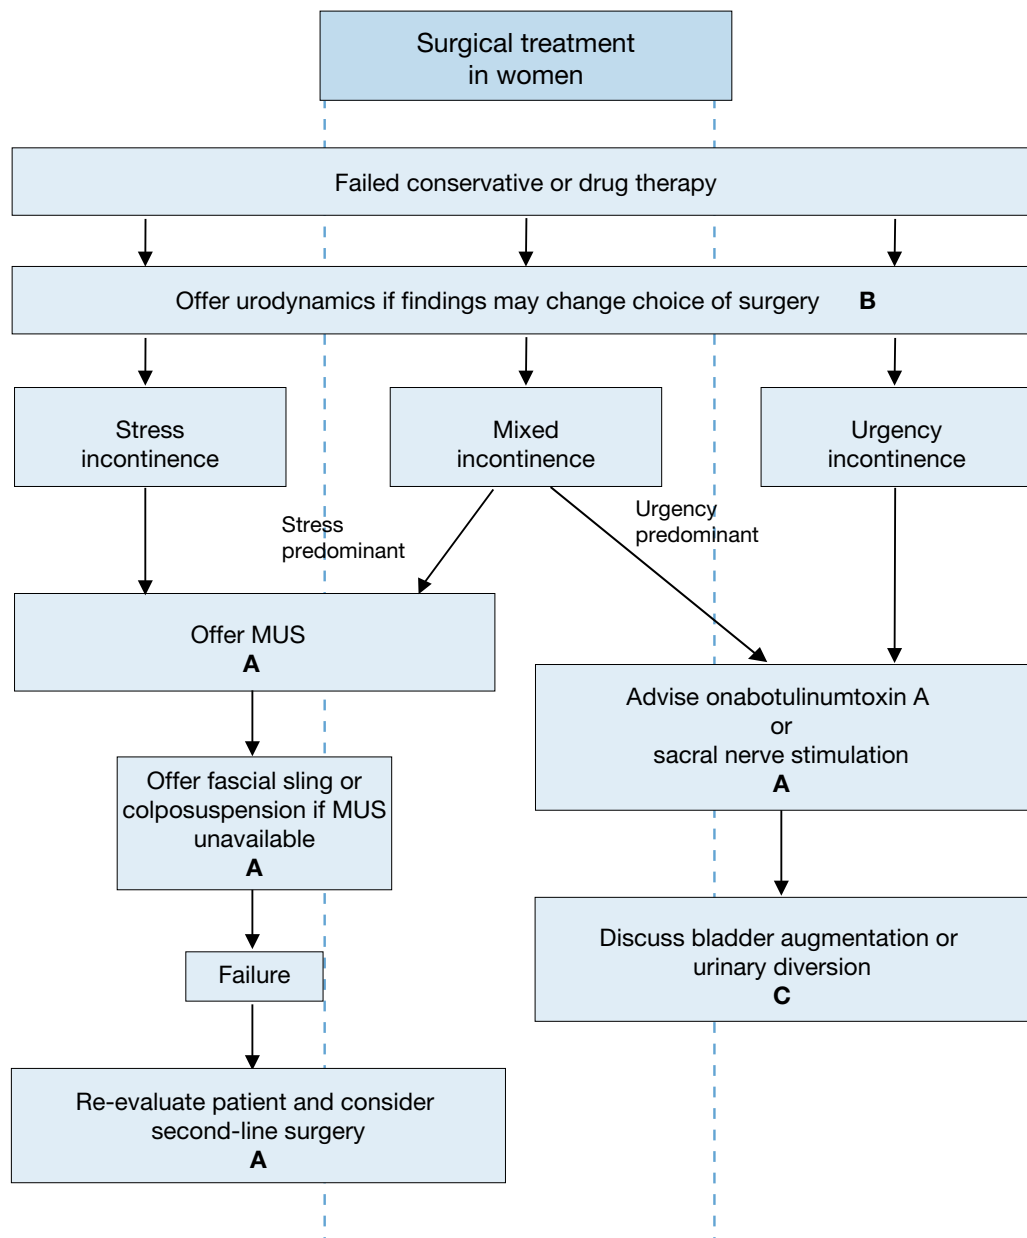 Surgical treatment
in women
Failed conservative or drug therapy
Offer urodynamics if findings may change choice of surgery B
Stress
incontinence
Mixed
incontinence
Urgency
incontinence
Stress
predominant
Urgency
predominant
Offer MUS
A
Advise onabotulinumtoxin A
or
sacral nerve stimulation
A
Offer fascial sling or
colposuspension if MUS
unavailable
A
Discuss bladder augmentation or
urinary diversion
C
Failure
Re-evaluate patient and consider
second-line surgery
A